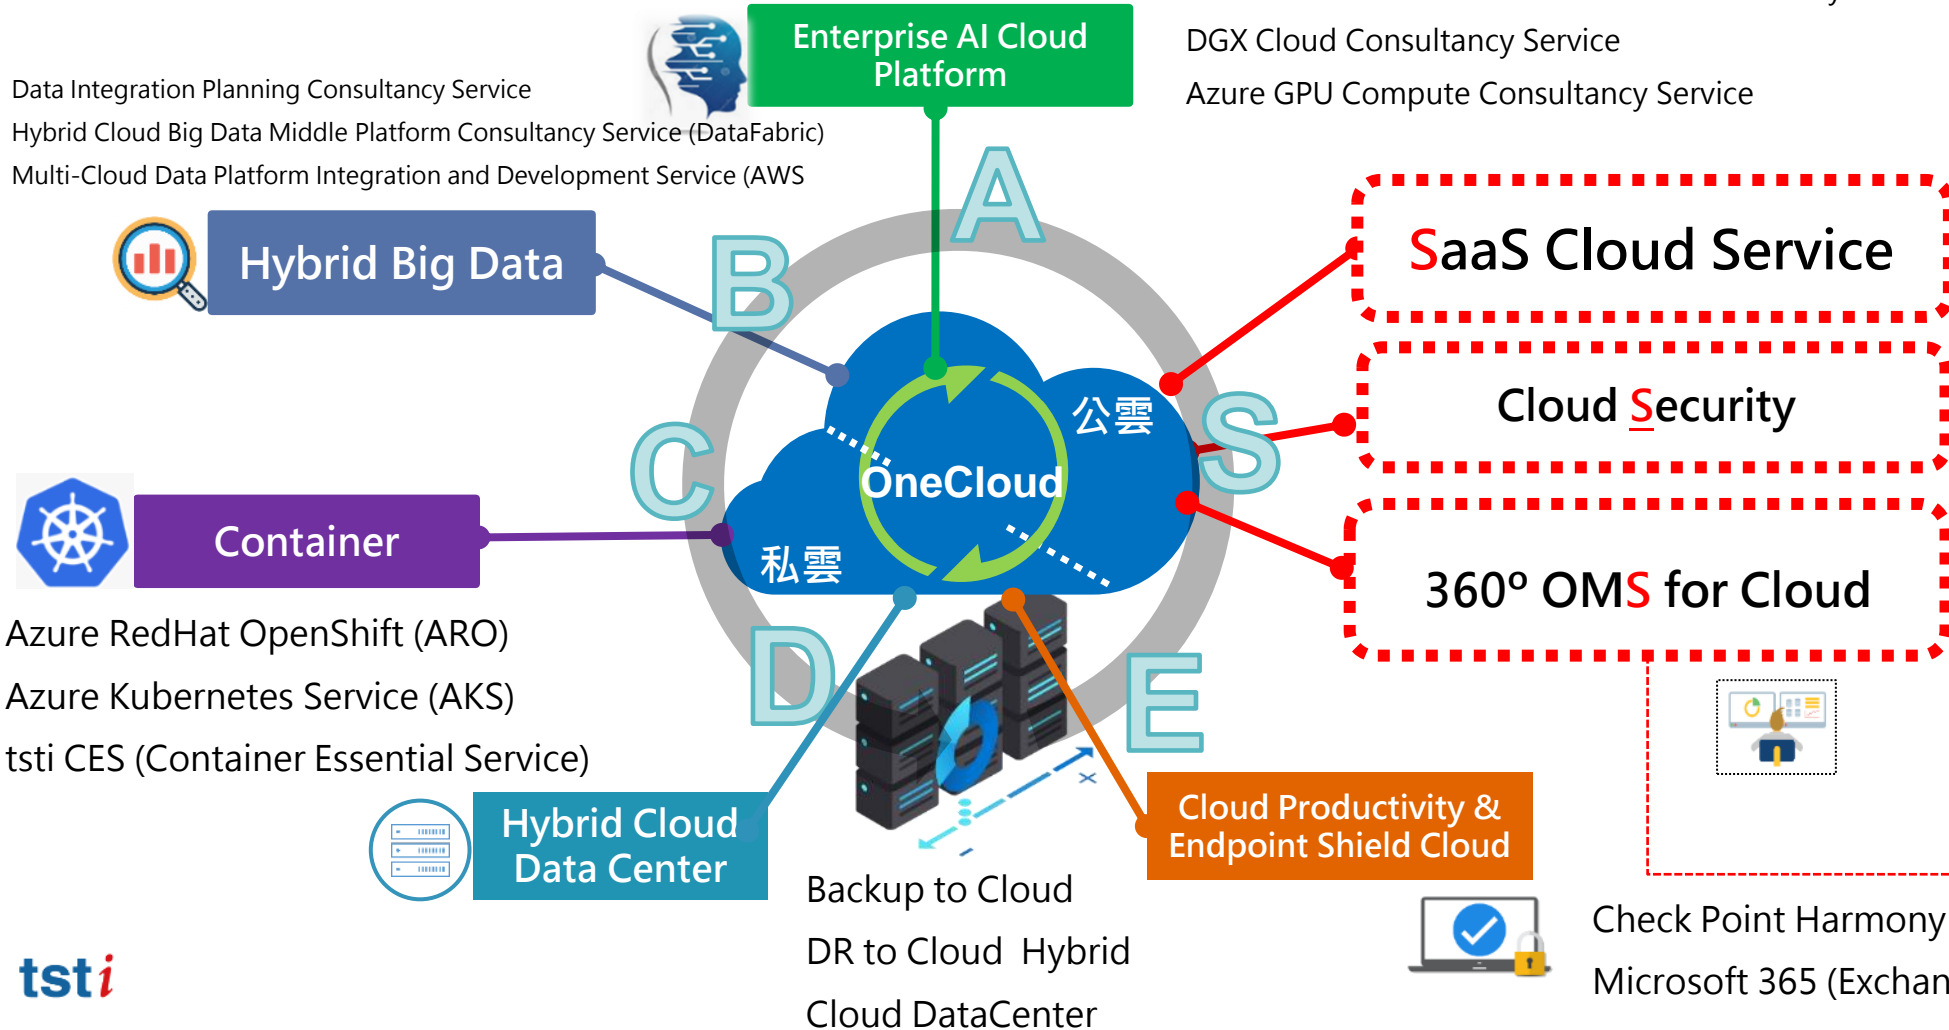 Enterprise AI Cloud
Platform
DGX Cloud Consultancy Service
Azure GPU Compute Consultancy Service
Data Integration Planning Consultancy Service
Hybrid Cloud Big Data Middle Platform Consultancy Service (DataFabric)
Multi-Cloud Data Platform Integration and Development Service (AWS
A
B
Hybrid Big Data
SaaS Cloud Service
Cloud Security
公雲
S
C
OneCloud
Container
私雲
360º OMS for Cloud
Azure RedHat OpenShift (ARO)
Azure Kubernetes Service (AKS)
tsti CES (Container Essential Service)
D
E
Hybrid Cloud
Data Center
Cloud Productivity &
Endpoint Shield Cloud
Backup to Cloud
DR to Cloud  Hybrid
Cloud DataCenter
Check Point Harmony
Microsoft 365 (Exchan
tsti